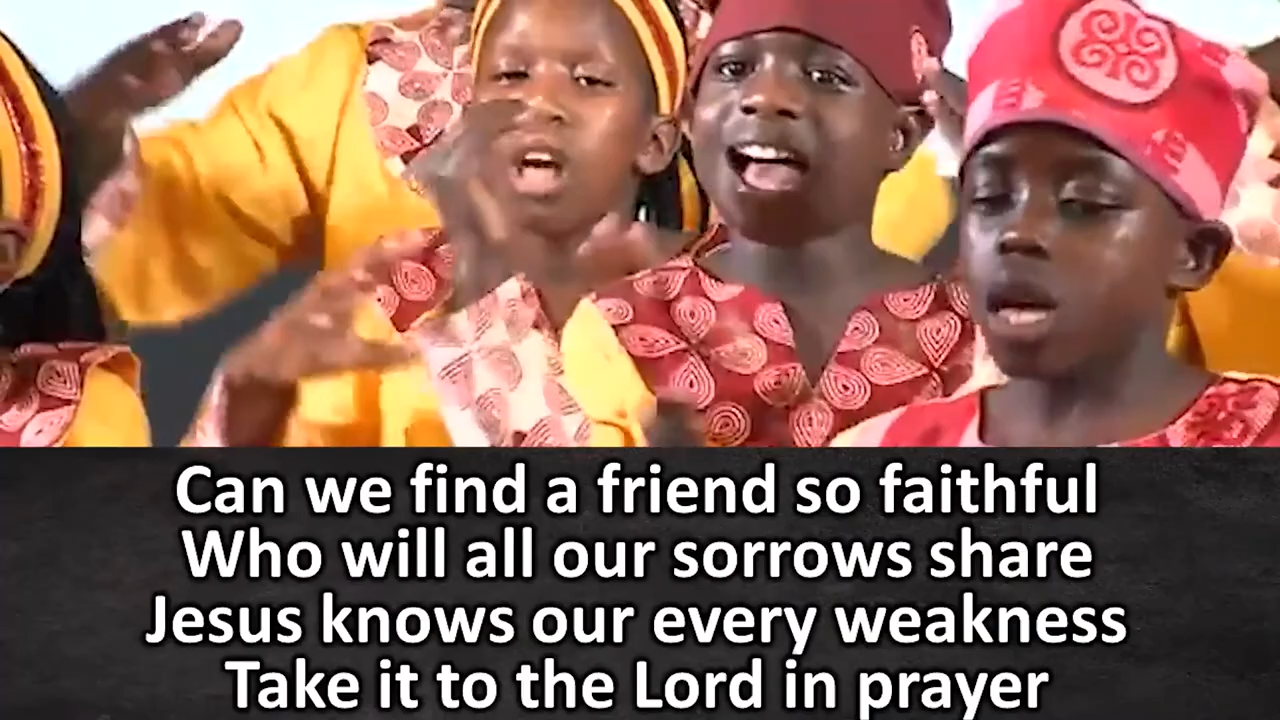 Can we find a friend so faithful
Who will all our sorrows share
Jesus knows our every weakness
Take it to the Lord in prayer